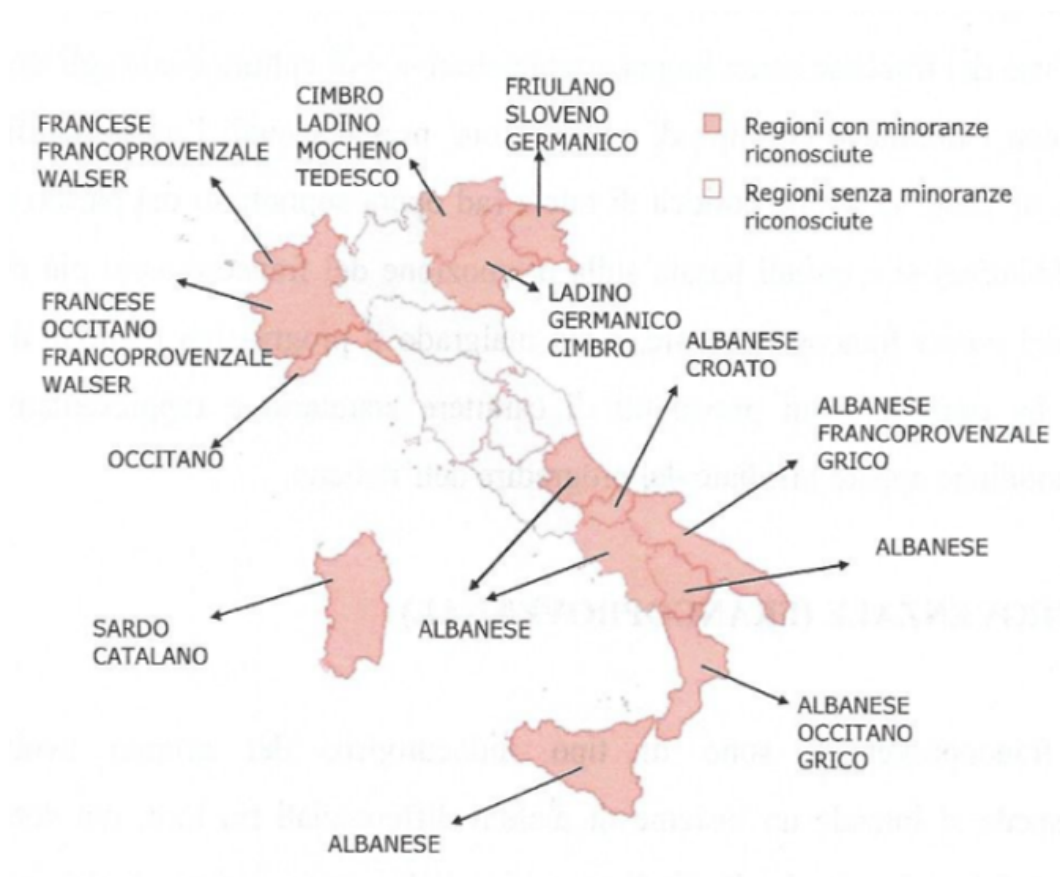 FRANCESE
FRANCOPROVENZALE
WALSER
CIMBRO
LADINO
MOCHENO
TEDESCO
FRIULANO
SLOVENO
GERMANICO
Regioni con minoranze
riconosciute
Regioni senza minoranze
riconosciute
FRANCESE
OCCITANO
FRANCOPROVENZALE
WALSER
LADINO
GERMANICO
CIMBRO
ALBANESE
CROATO
ALBANESE
FRANCOPROVENZALE
GRICO
OCCITANO
ALBANESE
SARDO
CATALANO
ALBANESE
ALBANESE
OCCITANO
GRICO
ALBANESE